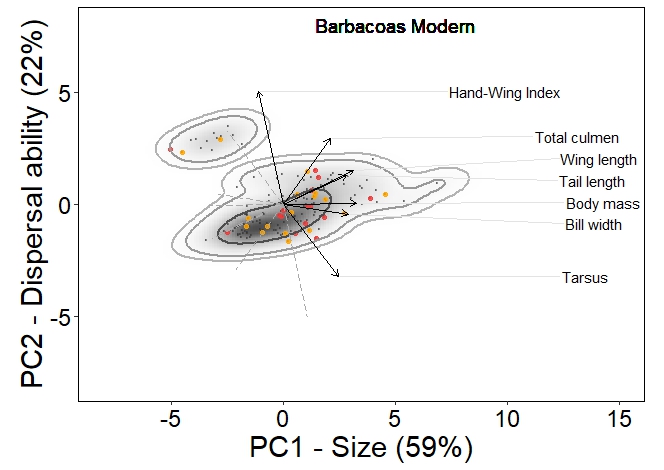 Barbacoas Modern
PC2 - Dispersal ability (22%)
5
0
-5
Hand-Wing Index
Total culmen
Wing length
Tail length
Body mass
Bill width
Tarsus
-5 0 5 10 15
PC1 - Size (59%)